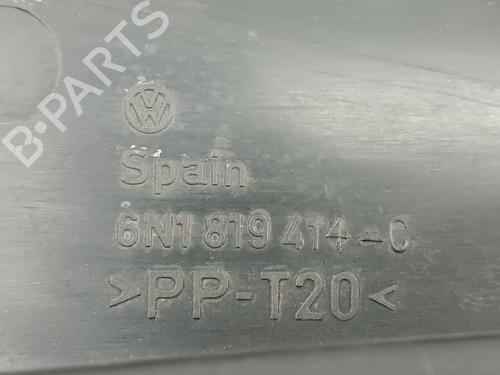 B-PARTS
VW
Spain
6N1 819 414-C
>PP-T20<